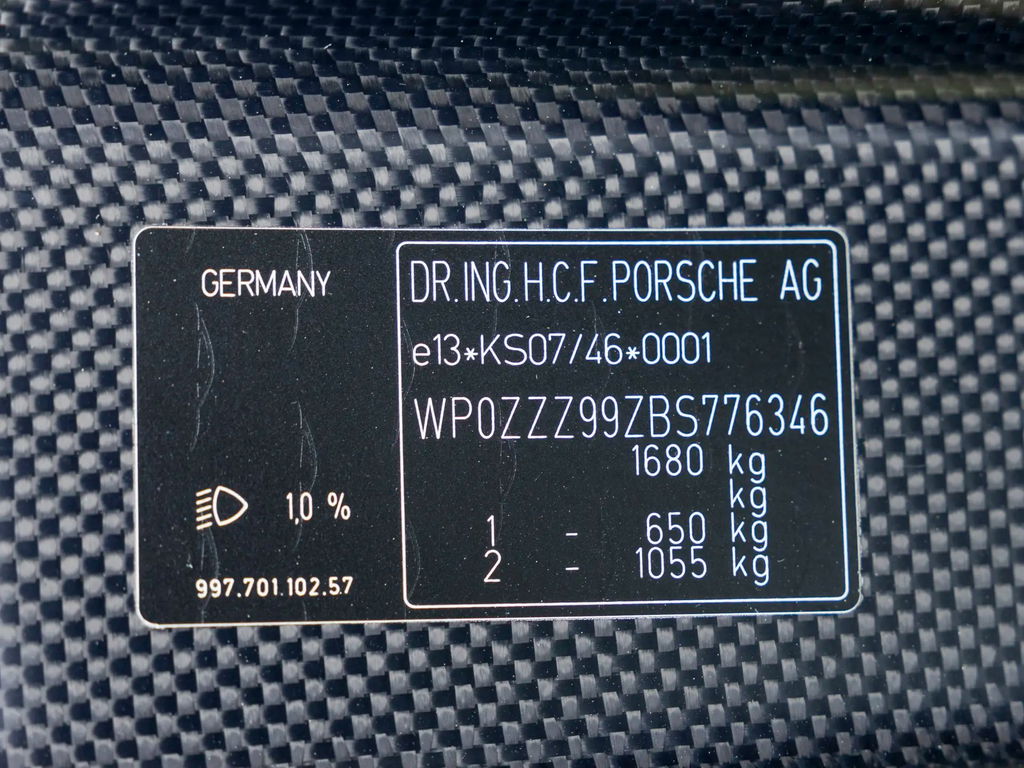 GERMANY
DR.ING.H.C.F.PORSCHE AG
e13*KS07/46*0001
WP0ZZZ99ZBS776346
1680 kg
kg
1 - 650 kg
2 - 1055 kg
1,0 %
997.701.102.57